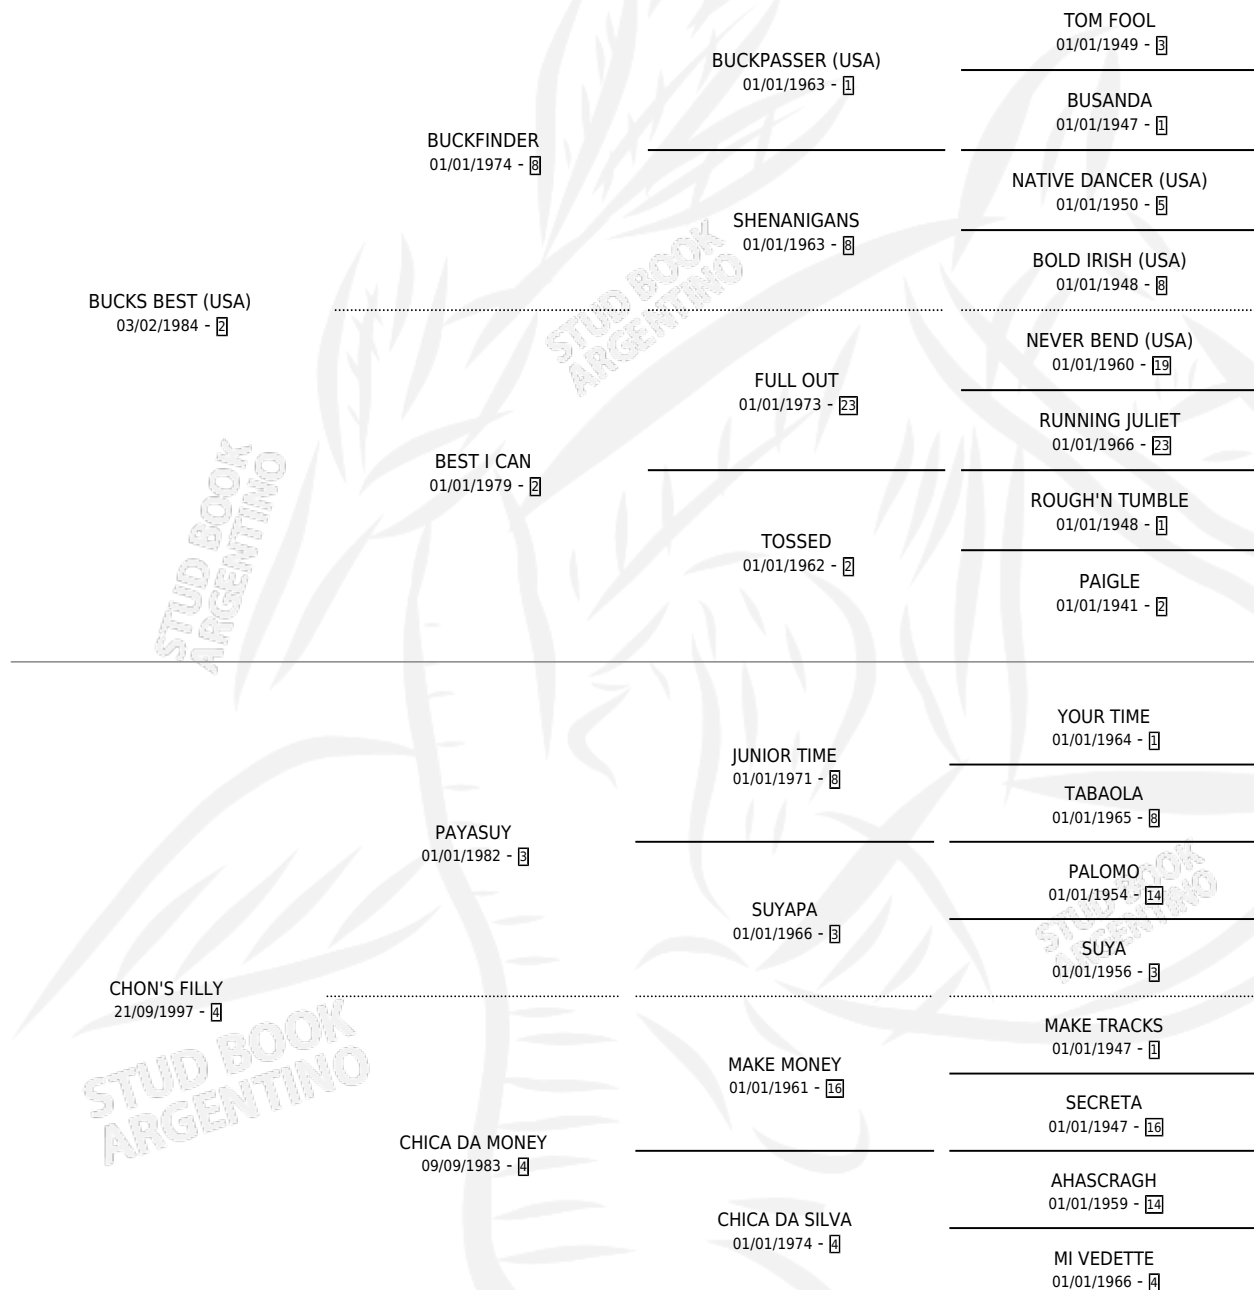 TOM FOOL
01/01/1949 - 3
BUCKPASSER (USA)
01/01/1963 - 1
BUSANDA
01/01/1947 - 1
BUCKFINDER
01/01/1974 - 8
NATIVE DANCER (USA)
01/01/1950 - 5
SHENANIGANS
01/01/1963 - 8
BOLD IRISH (USA)
01/01/1948 - 8
BUCKS BEST (USA)
03/02/1984 - 2
STUD BOOK
ARGENTINO
NEVER BEND (USA)
01/01/1960 - 19
FULL OUT
01/01/1973 - 23
RUNNING JULIET
01/01/1966 - 23
BEST I CAN
01/01/1979 - 2
ROUGH'N TUMBLE
01/01/1948 - 1
TOSSED
01/01/1962 - 2
PAIGLE
01/01/1941 - 2
STUD BOOK
ARGENTINO
YOUR TIME
01/01/1964 - 1
JUNIOR TIME
01/01/1971 - 8
TABAOLA
01/01/1965 - 8
PAYASUY
01/01/1982 - 3
PALOMO
01/01/1954 - 14
SUYAPA
01/01/1966 - 3
SUYA
01/01/1956 - 3
STUD BOOK
ARGENTINO
CHON'S FILLY
21/09/1997 - 4
MAKE TRACKS
01/01/1947 - 1
MAKE MONEY
01/01/1961 - 16
SECRETA
01/01/1947 - 16
STUD BOOK
ARGENTINO
CHICA DA MONEY
09/09/1983 - 4
AHASCRAGH
01/01/1959 - 14
CHICA DA SILVA
01/01/1974 - 4
MI VEDETTE
01/01/1966 - 4